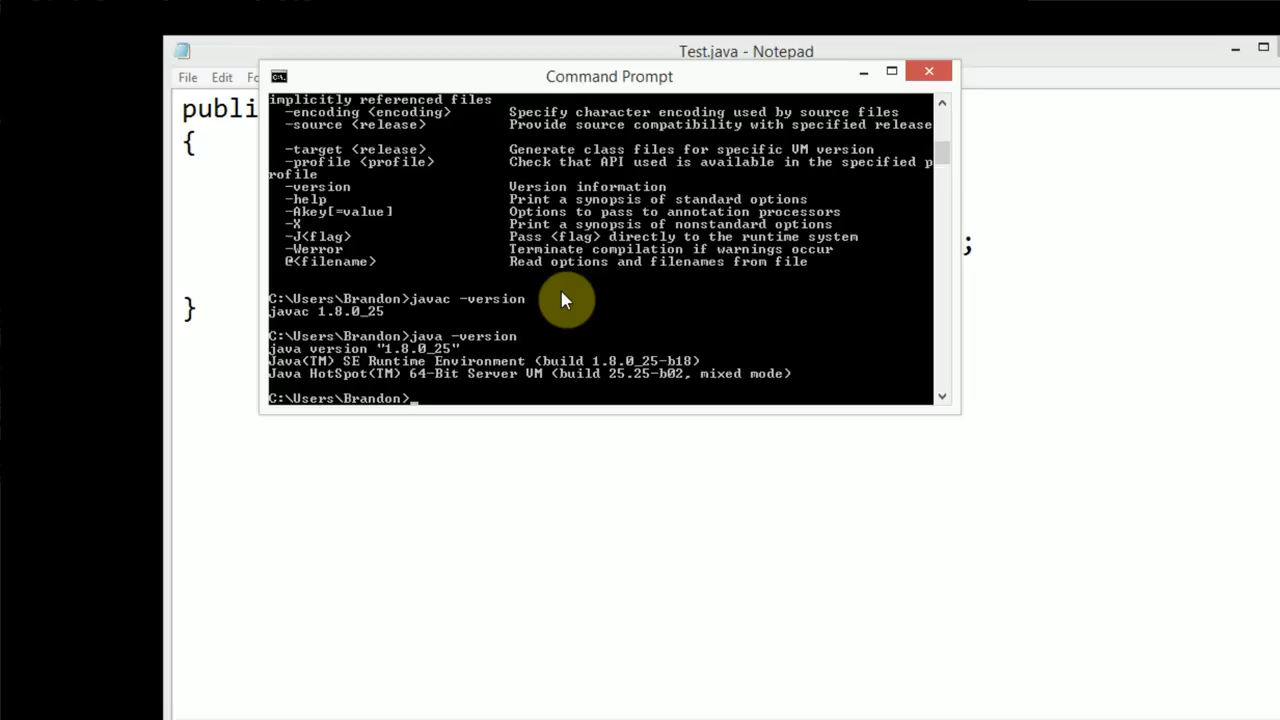 Test.java - Notepad
File Edit Fo
Command Prompt
publi
{
;
}
implicitly referenced files
-encoding <encoding> Specify character encoding used by source files
-source <release> Provide source compatibility with specified release
-target <release> Generate class files for specific VM version
-profile <profile> Check that API used is available in the specified p
rofile
-version Version information
-help Print a synopsis of standard options
-Akey[=value] Options to pass to annotation processors
-X Print a synopsis of nonstandard options
-J<flag> Pass <flag> directly to the runtime system
-Werror Terminate compilation if warnings occur
@<filename> Read options and filenames from file
C:\Users\Brandon>javac -version
javac 1.8.0_25
C:\Users\Brandon>java -version
java version "1.8.0_25"
Java(TM) SE Runtime Environment (build 1.8.0_25-b18)
Java HotSpot(TM) 64-Bit Server VM (build 25.25-b02, mixed mode)
C:\Users\Brandon>_